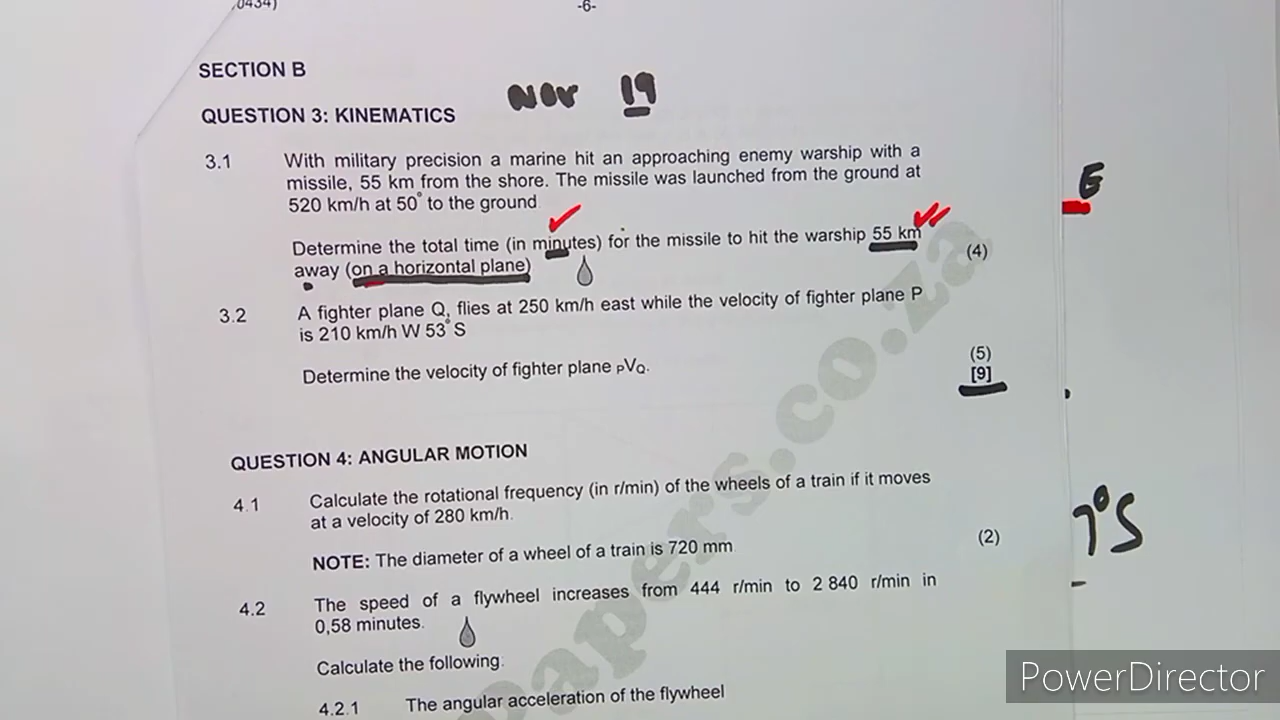 0434)
-6-
SECTION B
Nov 19
QUESTION 3: KINEMATICS
3.1 With military precision a marine hit an approaching enemy warship with a
missile, 55 km from the shore. The missile was launched from the ground at
520 km/h at 50° to the ground
E
Determine the total time (in minutes) for the missile to hit the warship 55 km
away (on a horizontal plane) (4)
3.2 A fighter plane Q, flies at 250 km/h east while the velocity of fighter plane P
is 210 km/h W 53° S
(5)
Determine the velocity of fighter plane PVQ.
[9]
QUESTION 4: ANGULAR MOTION
4.1 Calculate the rotational frequency (in r/min) of the wheels of a train if it moves
at a velocity of 280 km/h.
7°S
NOTE: The diameter of a wheel of a train is 720 mm (2)
4.2 The speed of a flywheel increases from 444 r/min to 2 840 r/min in
0,58 minutes.
Calculate the following:
4.2.1 The angular acceleration of the flywheel
papers.co.za
PowerDirector